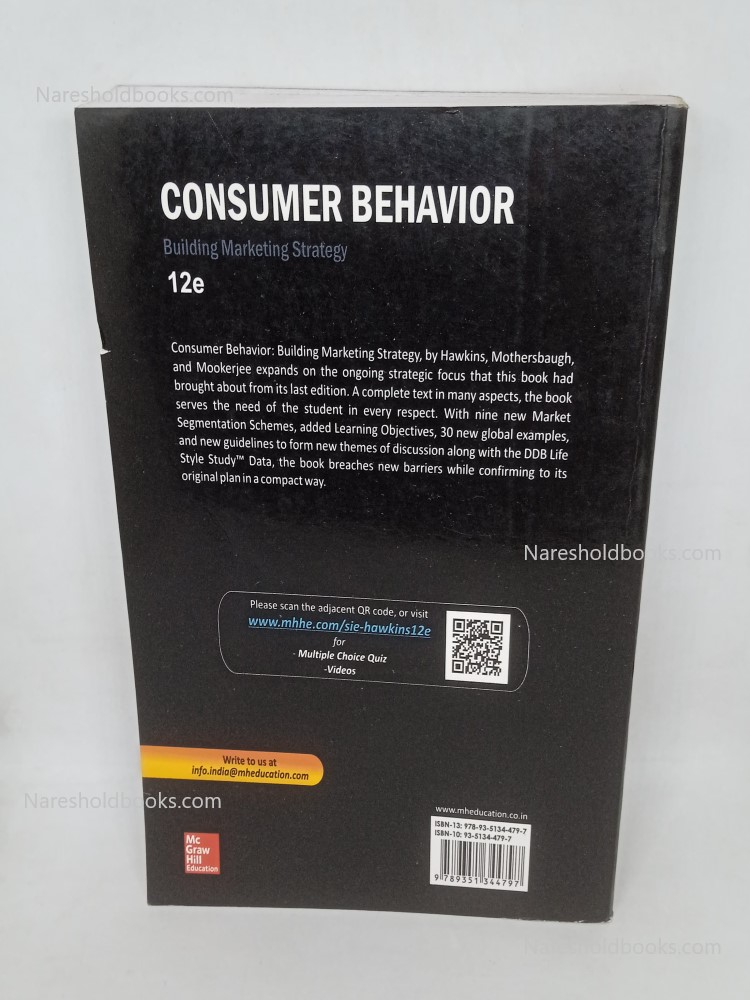 Naresholdbooks.com
CONSUMER BEHAVIOR
Building Marketing Strategy
12e
Consumer Behavior: Building Marketing Strategy, by Hawkins, Mothersbaugh,
and Mookerjee expands on the ongoing strategic focus that this book had
brought about from its last edition. A complete text in many aspects, the book
serves the need of the student in every respect. With nine new Market
Segmentation Schemes, added Learning Objectives, 30 new global examples,
and new guidelines to form new themes of discussion along with the DDB Life
Style Study™ Data, the book breaches new barriers while confirming to its
original plan in a compact way.
Naresholdbooks.com
Please scan the adjacent QR code, or visit
www.mhhe.com/sie-hawkins12e
for
- Multiple Choice Quiz
-Videos
Write to us at
info.india@mheducation.com
Naresholdbooks.com
www.mheducation.co.in
ISBN-13: 978-93-5134-479-7
ISBN-10: 93-5134-479-7
9 789351 344797
Mc
Graw
Hill
Education
Naresholdbooks.com